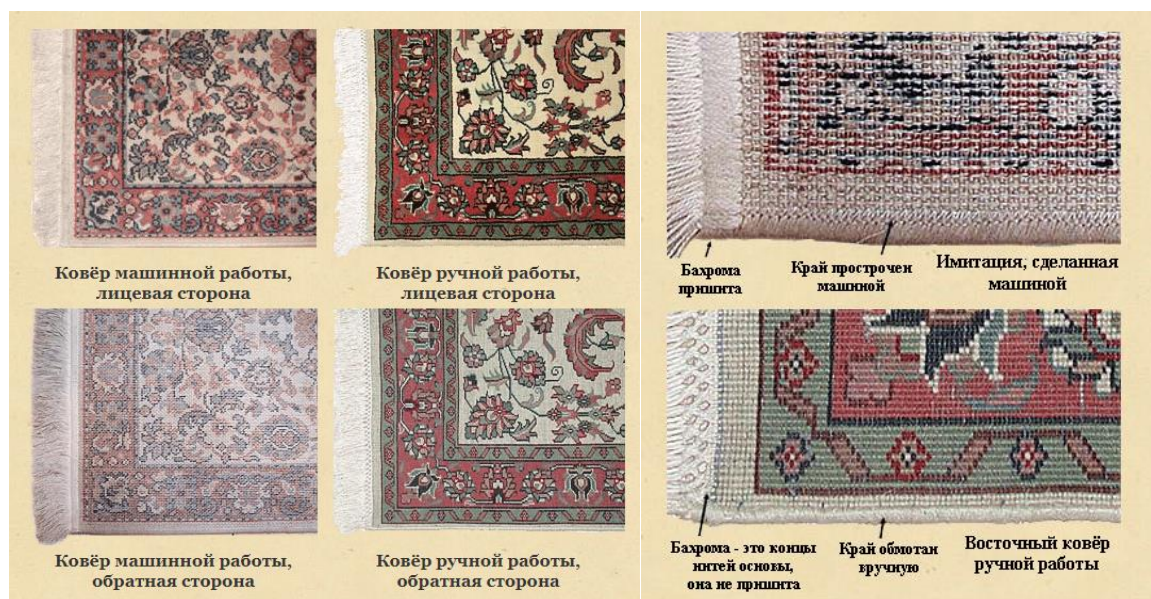 Ковёр машинной работы,
лицевая сторона
Ковёр ручной работы,
лицевая сторона
Ковёр машинной работы,
обратная сторона
Ковёр ручной работы,
обратная сторона
Бахрома
пришита
Край прострочен
машиной
Имитация, сделанная
машиной
Бахрома - это концы
нитей основы,
она не пришита
Край обмотан
вручную
Восточный ковёр
ручной работы